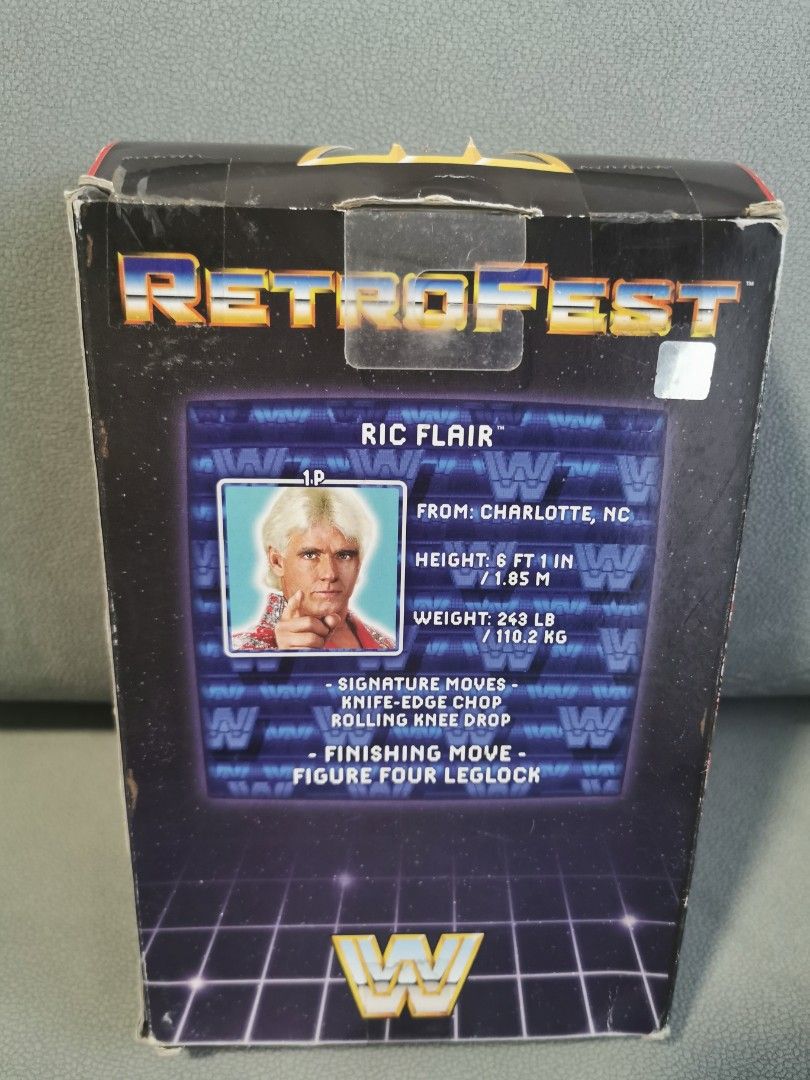 RETROFEST™
RIC FLAIR™
1P
FROM: CHARLOTTE, NC
HEIGHT: 6 FT 1 IN
/ 1.85 M
WEIGHT: 243 LB
/ 110.2 KG
- SIGNATURE MOVES -
KNIFE-EDGE CHOP
ROLLING KNEE DROP
- FINISHING MOVE -
FIGURE FOUR LEGLOCK
W